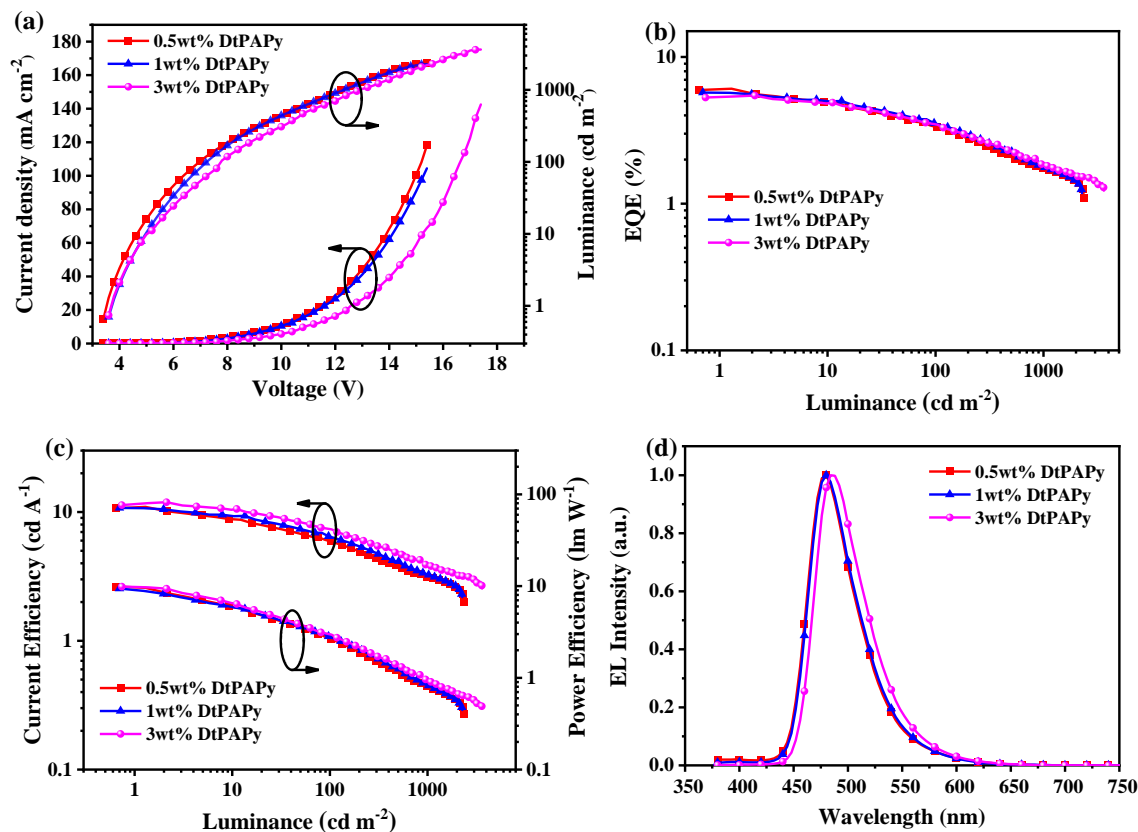 (a)
180
160
140
120
100
80
60
40
20
0
4 6 8 10 12 14 16 18
Voltage (V)
Current density (mA cm-2)
1000
100
10
1
Luminance (cd m-2)
0.5wt% DtPAPy
1wt% DtPAPy
3wt% DtPAPy
(b)
10
1
0.1
1 10 100 1000
Luminance (cd m-2)
EQE (%)
0.5wt% DtPAPy
1wt% DtPAPy
3wt% DtPAPy
(c)
10
1
0.1
1 10 100 1000
Luminance (cd m-2)
Current Efficiency (cd A-1)
100
10
1
0.1
Power Efficiency (lm W-1)
0.5wt% DtPAPy
1wt% DtPAPy
3wt% DtPAPy
(d)
1.0
0.8
0.6
0.4
0.2
0.0
350 400 450 500 550 600 650 700 750
Wavelength (nm)
EL Intensity (a.u.)
0.5wt% DtPAPy
1wt% DtPAPy
3wt% DtPAPy